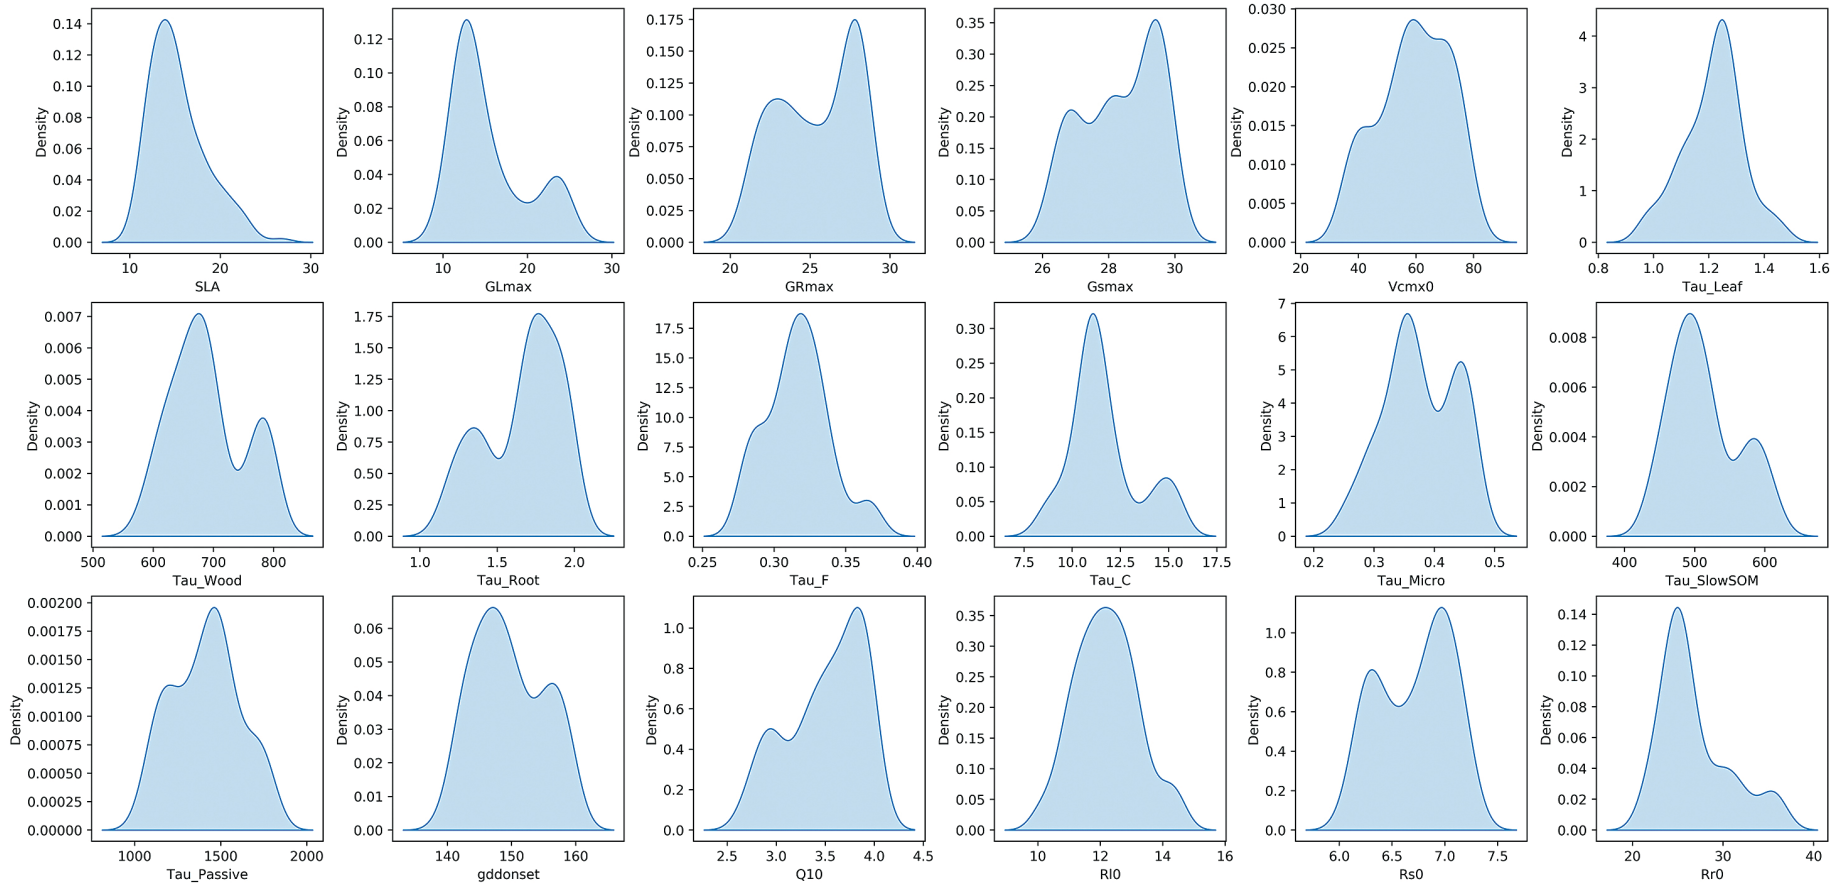 0.14
0.12
0.10
0.08
0.06
0.04
0.02
0.00
Density
10 20 30
SLA
0.12
0.10
0.08
0.06
0.04
0.02
0.00
Density
10 20 30
GLmax
0.175
0.150
0.125
0.100
0.075
0.050
0.025
0.000
Density
20 25 30
GRmax
0.35
0.30
0.25
0.20
0.15
0.10
0.05
0.00
Density
26 28 30
Gsmax
0.030
0.025
0.020
0.015
0.010
0.005
0.000
Density
20 40 60 80
Vcmx0
4
3
2
1
0
Density
0.8 1.0 1.2 1.4 1.6
Tau_Leaf
0.007
0.006
0.005
0.004
0.003
0.002
0.001
0.000
Density
500 600 700 800
Tau_Wood
1.75
1.50
1.25
1.00
0.75
0.50
0.25
0.00
Density
1.0 1.5 2.0
Tau_Root
17.5
15.0
12.5
10.0
7.5
5.0
2.5
0.0
Density
0.25 0.30 0.35 0.40
Tau_F
0.30
0.25
0.20
0.15
0.10
0.05
0.00
Density
7.5 10.0 12.5 15.0 17.5
Tau_C
7
6
5
4
3
2
1
0
Density
0.2 0.3 0.4 0.5
Tau_Micro
0.008
0.006
0.004
0.002
0.000
Density
400 500 600
Tau_SlowSOM
0.00200
0.00175
0.00150
0.00125
0.00100
0.00075
0.00050
0.00025
0.00000
Density
1000 1500 2000
Tau_Passive
0.06
0.05
0.04
0.03
0.02
0.01
0.00
Density
140 150 160
gddonset
1.0
0.8
0.6
0.4
0.2
0.0
Density
2.5 3.0 3.5 4.0 4.5
Q10
0.35
0.30
0.25
0.20
0.15
0.10
0.05
0.00
Density
10 12 14 16
Rl0
1.0
0.8
0.6
0.4
0.2
0.0
Density
6.0 6.5 7.0 7.5
Rs0
0.14
0.12
0.10
0.08
0.06
0.04
0.02
0.00
Density
20 30 40
Rr0